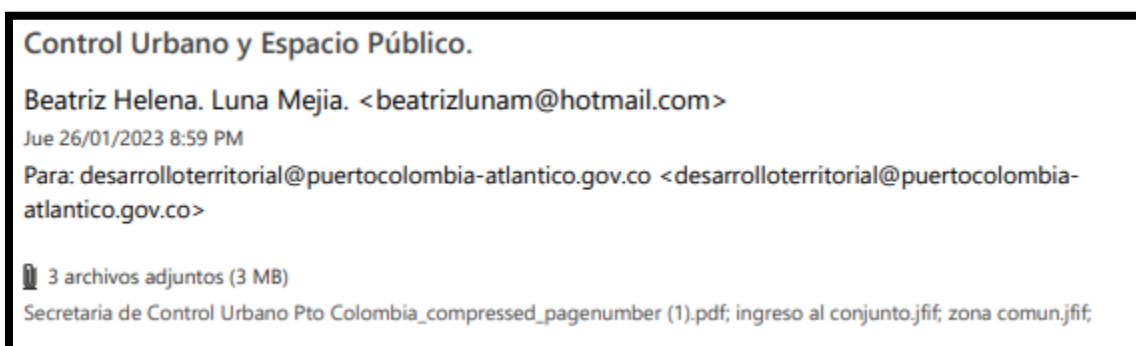 Control Urbano y Espacio Público.
Beatriz Helena. Luna Mejia. <beatrizlunam@hotmail.com>
Jue 26/01/2023 8:59 PM
Para: desarrolloterritorial@puertocolombia-atlantico.gov.co <desarrolloterritorial@puertocolombia-
atlantico.gov.co>
3 archivos adjuntos (3 MB)
Secretaria de Control Urbano Pto Colombia_compressed_pagenumber (1).pdf; ingreso al conjunto.jfif; zona comun.jfif;